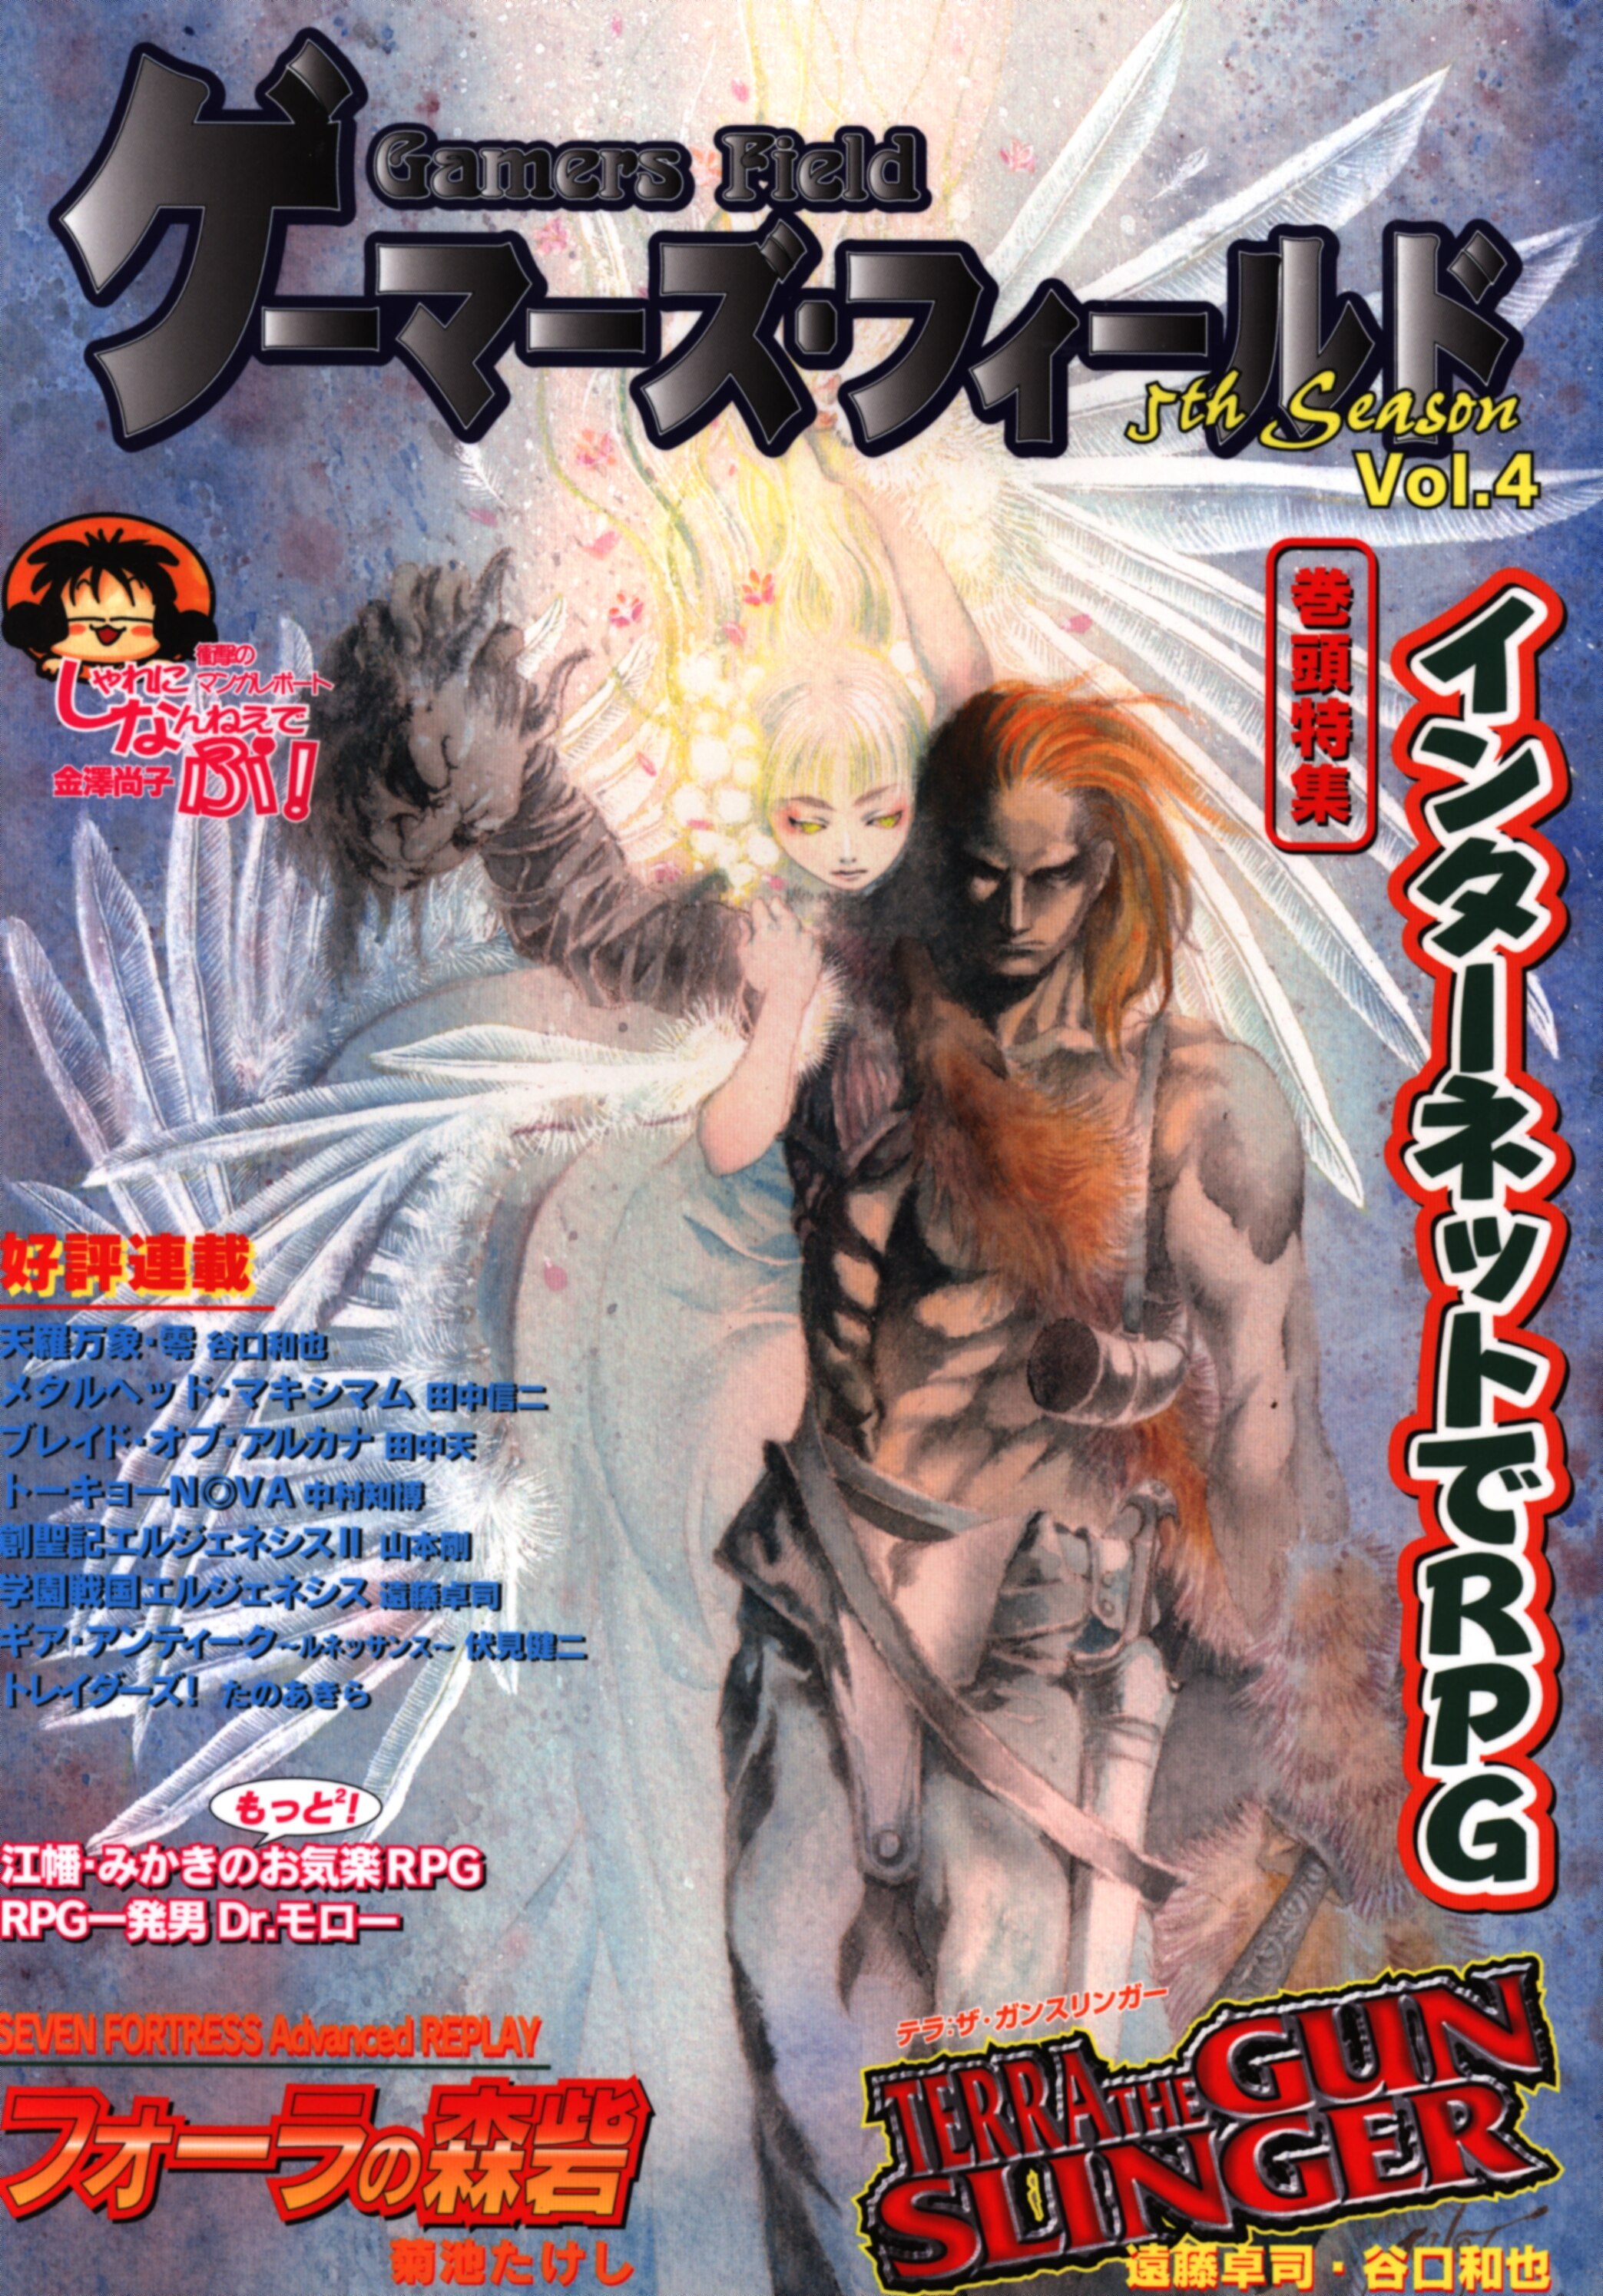 Gamers Field
ゲーマーズ・フィールド
5th Season
Vol.4
巻頭特集
インターネットでRPG
衝撃の
マンガレポート
しゃれに
なんねえで
ぷい!
金澤尚子
好評連載
天羅万象・零 谷口和也
メタルヘッド・マキシマム 田中信二
ブレイド・オブ・アルカナ 田中天
トーキョーN◎VA 中村知博
創聖記エルジェネシスII 山本剛
学園戦国エルジェネシス 遠藤卓司
ギア・アンティーク~ルネッサンス~ 伏見健二
トレイダーズ! たのあきら
もっと²!
江幡・みかきのお気楽RPG
RPG一発男 Dr.モロー
SEVEN FORTRESS Advanced REPLAY
フォーラの森砦
菊池たけし
テラ:ザ・ガンスリンガー
TERRA THE GUN
SLINGER
遠藤卓司・谷口和也